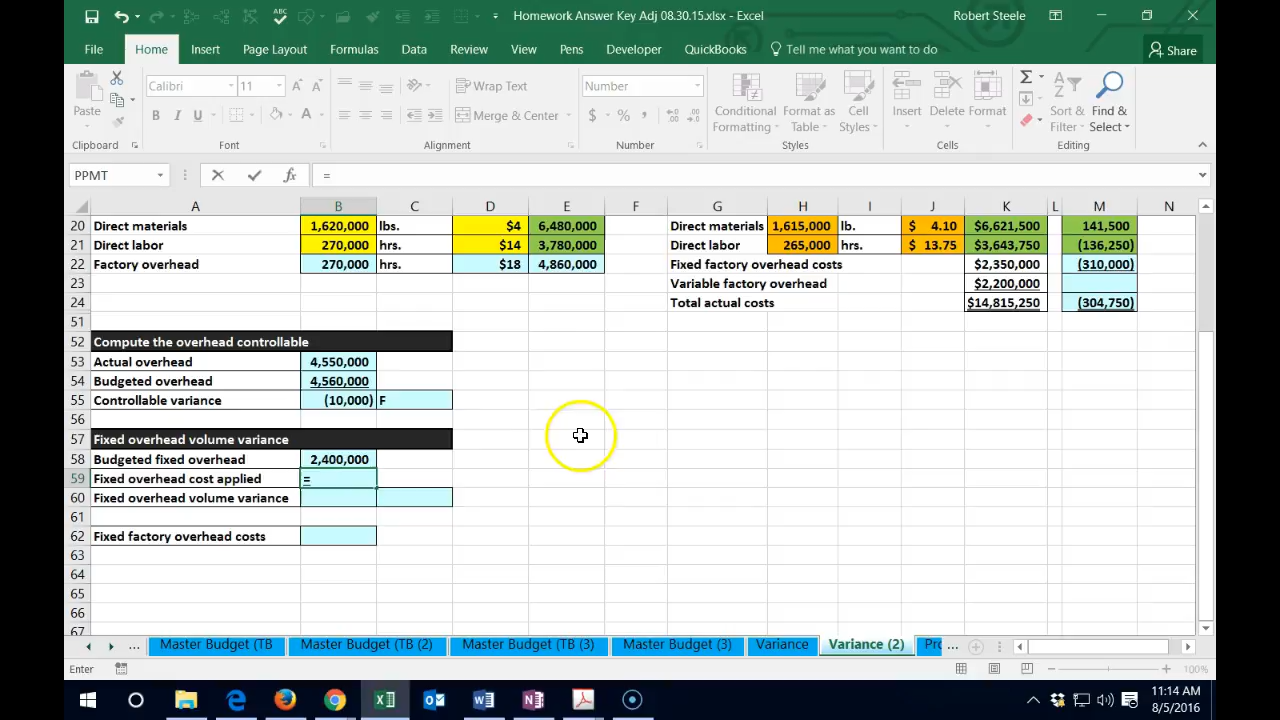 Homework Answer Key Adj 08.30.15.xlsx - Excel
Robert Steele
File Home Insert Page Layout Formulas Data Review View Pens Developer QuickBooks Tell me what you want to do Share
Paste
Calibri 11
Wrap Text
Merge & Center
Number
Conditional Formatting
Format as Table
Cell Styles
Insert Delete Format
Sort & Filter
Find & Select
Clipboard Font Alignment Number Styles Cells Editing
PPMT =
A B C D E F G H I J K L M N
20 Direct materials 1,620,000 lbs. $4 6,480,000 Direct materials 1,615,000 lb. $ 4.10 $6,621,500 141,500
21 Direct labor 270,000 hrs. $14 3,780,000 Direct labor 265,000 hrs. $ 13.75 $3,643,750 (136,250)
22 Factory overhead 270,000 hrs. $18 4,860,000 Fixed factory overhead costs $2,350,000 (310,000)
23 Variable factory overhead $2,200,000
24 Total actual costs $14,815,250 (304,750)
51
52 Compute the overhead controllable
53 Actual overhead 4,550,000
54 Budgeted overhead 4,560,000
55 Controllable variance (10,000) F
56
57 Fixed overhead volume variance
58 Budgeted fixed overhead 2,400,000
59 Fixed overhead cost applied =
60 Fixed overhead volume variance
61
62 Fixed factory overhead costs
63
64
65
66
67
... Master Budget (TB Master Budget (TB (2) Master Budget (TB (3) Master Budget (3) Variance Variance (2) Pro ...
Enter 100%
11:14 AM
8/5/2016